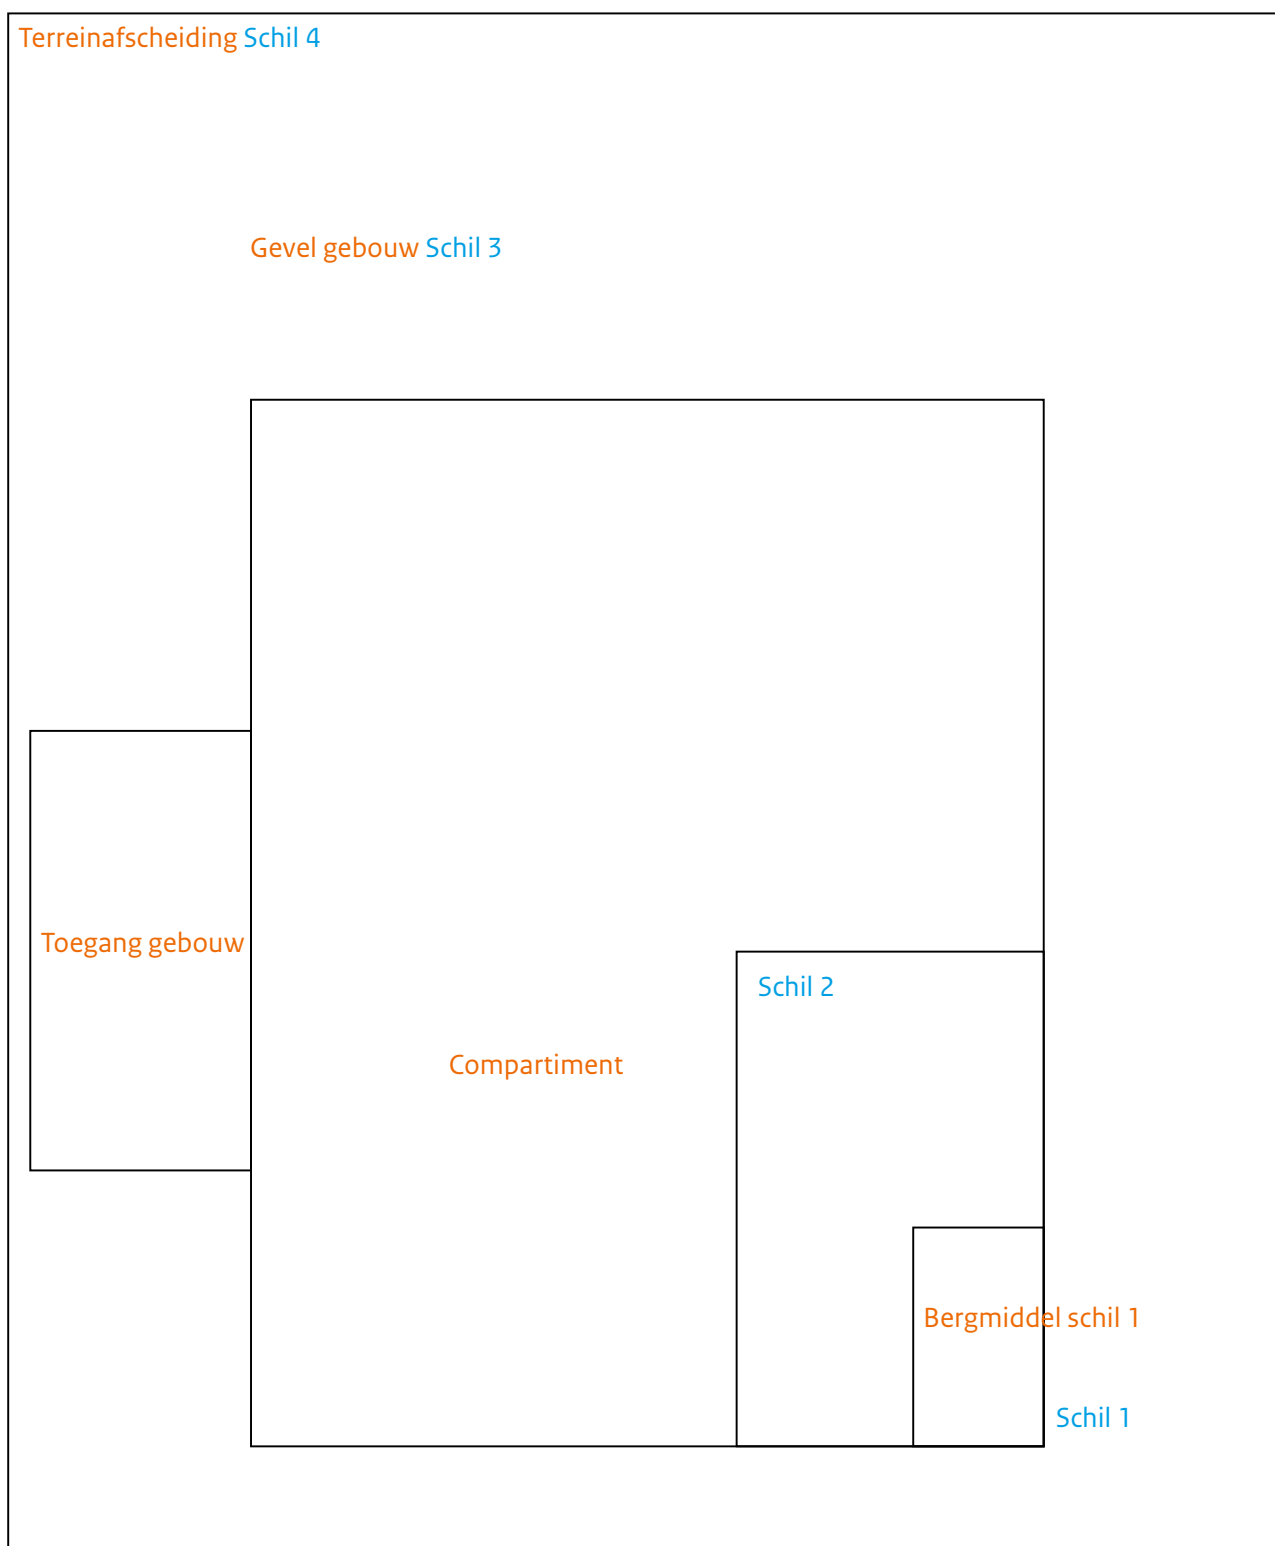 Terreinafscheiding Schil 4
Gevel gebouw Schil 3
Toegang gebouw
Schil 2
Compartiment
Bergmiddel schil 1
Schil 1